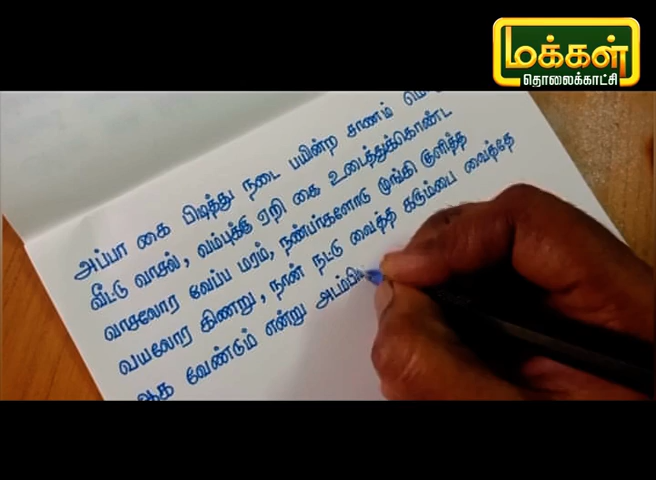 மக்கள்
தொலைக்காட்சி
அப்பா கை பிடித்து நடை பயின்ற சாணம்
வீட்டு வாசல், வம்புக்கு ஏறி கை உடைத்துக்கொண்ட
வாசலோர வேப்ப மரம், நண்பர்களோடு முங்கி குளித்த
வயலோர கிணறு, நான் நட்டு வைத்த கரும்பை வைத்தே
ஆக வேண்டும் என்று